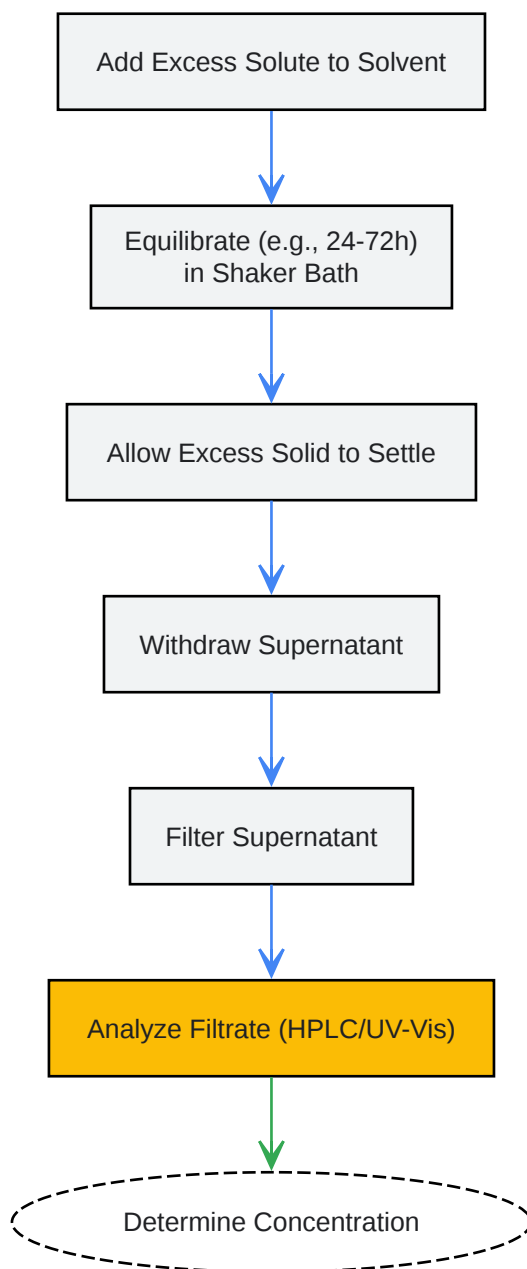 Add Excess Solute to Solvent
Equilibrate (e.g., 24-72h)
in Shaker Bath
Allow Excess Solid to Settle
Withdraw Supernatant
Filter Supernatant
Analyze Filtrate (HPLC/UV-Vis)
Determine Concentration